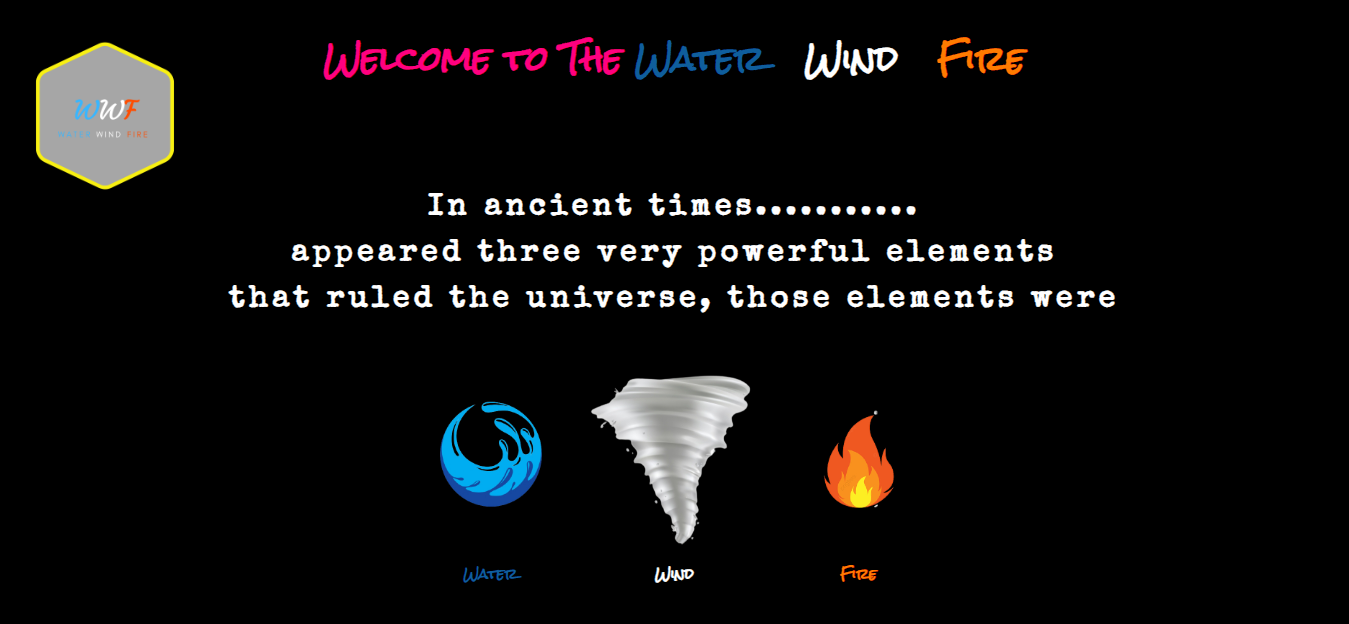 Welcome to The Water Wind Fire
WWF
WATER WIND FIRE
In ancient times...........
appeared three very powerful elements
that ruled the universe, those elements were
Water Wind Fire